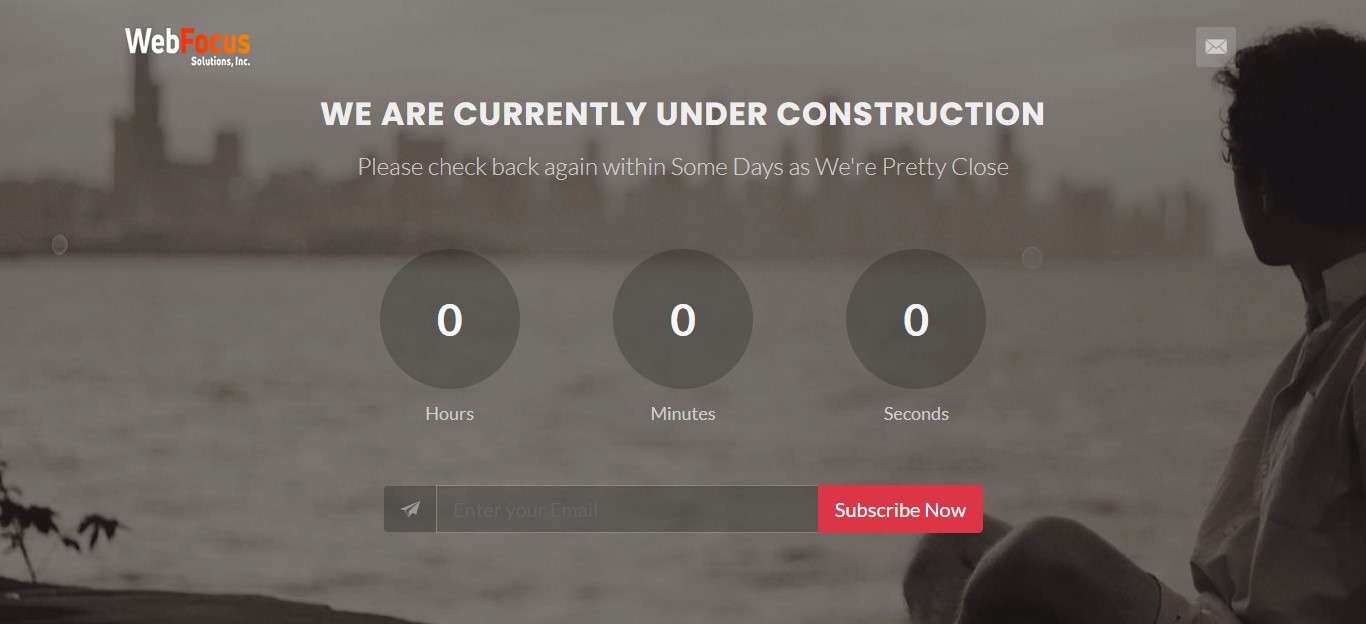 WebFocus
Solutions, Inc.
WE ARE CURRENTLY UNDER CONSTRUCTION
Please check back again within Some Days as We're Pretty Close
0 0 0
Hours Minutes Seconds
Enter your Email Subscribe Now